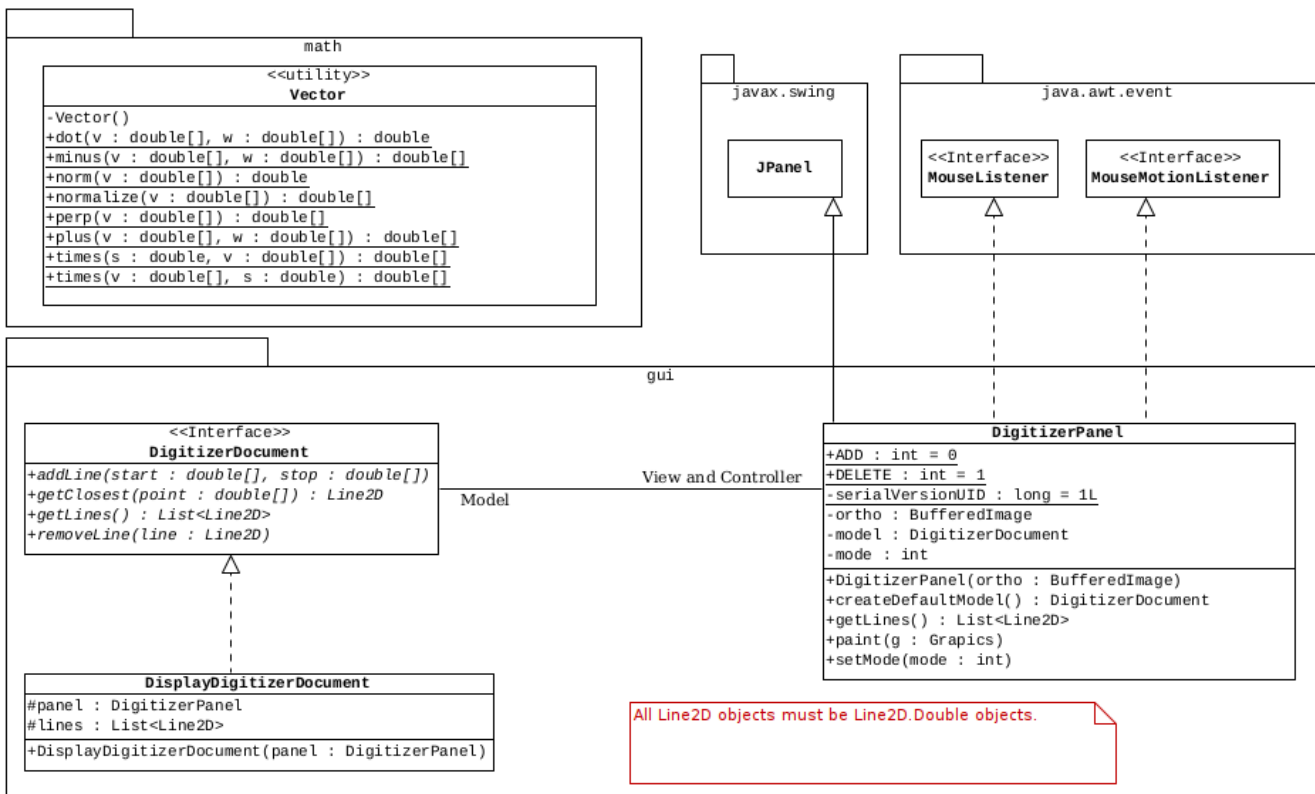 math
<<utility>>
Vector
-Vector()
+dot(v : double[], w : double[]) : double
+minus(v : double[], w : double[]) : double[]
+norm(v : double[]) : double
+normalize(v : double[]) : double[]
+perp(v : double[]) : double[]
+plus(v : double[], w : double[]) : double[]
+times(s : double, v : double[]) : double[]
+times(v : double[], s : double) : double[]
javax.swing
JPanel
java.awt.event
<<Interface>>
MouseListener
<<Interface>>
MouseMotionListener
gui
<<Interface>>
DigitizerDocument
+addLine(start : double[], stop : double[])
+getClosest(point : double[]) : Line2D
+getLines() : List<Line2D>
+removeLine(line : Line2D)
Model
View and Controller
DigitizerPanel
+ADD : int = 0
+DELETE : int = 1
-serialVersionUID : long = 1L
-ortho : BufferedImage
-model : DigitizerDocument
-mode : int
+DigitizerPanel(ortho : BufferedImage)
+createDefaultModel() : DigitizerDocument
+getLines() : List<Line2D>
+paint(g : Grapics)
+setMode(mode : int)
DisplayDigitizerDocument
#panel : DigitizerPanel
#lines : List<Line2D>
+DisplayDigitizerDocument(panel : DigitizerPanel)
All Line2D objects must be Line2D.Double objects.